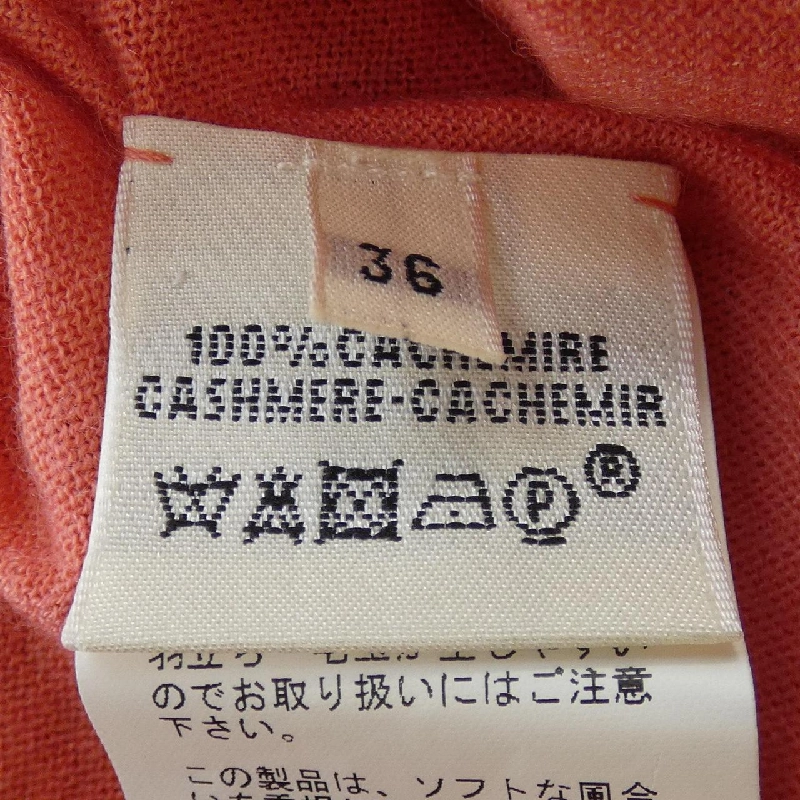 36
100% CACHEMIRE
CASHMERE-CACHEMIR
P
®
のでお取り扱いにはご注意
下さい。
この製品は、ソフトな風合